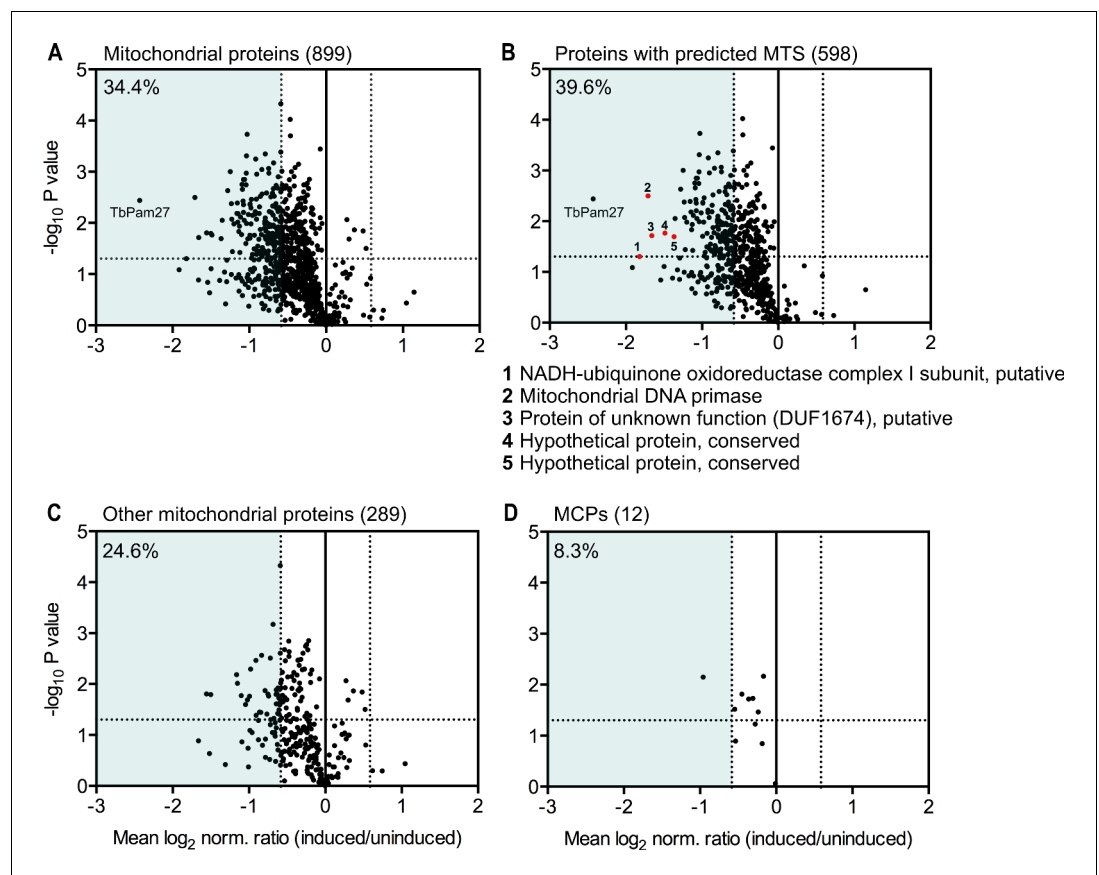 A Mitochondrial proteins (899)
5
34.4%
4
3
2
1
0
-log10 P value
TbPam27
-3 -2 -1 0 1 2
B Proteins with predicted MTS (598)
5
39.6%
4
3
2
1
0
TbPam27
2
3 4
5
1
-3 -2 -1 0 1 2
1 NADH-ubiquinone oxidoreductase complex I subunit, putative
2 Mitochondrial DNA primase
3 Protein of unknown function (DUF1674), putative
4 Hypothetical protein, conserved
5 Hypothetical protein, conserved
C Other mitochondrial proteins (289)
5
24.6%
4
3
2
1
0
-log10 P value
-3 -2 -1 0 1 2
Mean log2 norm. ratio (induced/uninduced)
D MCPs (12)
5
8.3%
4
3
2
1
0
-3 -2 -1 0 1 2
Mean log2 norm. ratio (induced/uninduced)